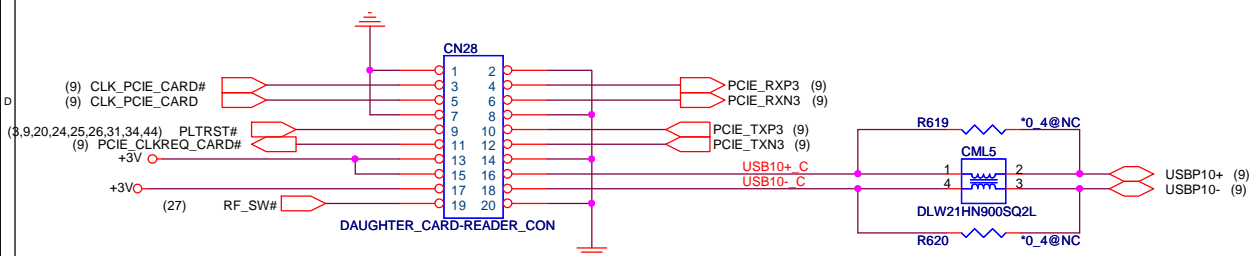 CN28
1 2
(9) CLK_PCIE_CARD# 3 4 PCIE_RXP3 (9)
D (9) CLK_PCIE_CARD 5 6 PCIE_RXN3 (9)
7 8
R619 *0_4@NC
(3,9,20,24,25,26,31,34,44) PLTRST# 9 10 PCIE_TXP3 (9)
(9) PCIE_CLKREQ_CARD# 11 12 PCIE_TXN3 (9)
CML5
+3V 13 14
15 16 USB10+_C 1 2 USBP10+ (9)
+3V 17 18 USB10-_C 4 3 USBP10- (9)
(27) RF_SW# 19 20
DLW21HN900SQ2L
DAUGHTER_CARD-READER_CON
R620 *0_4@NC